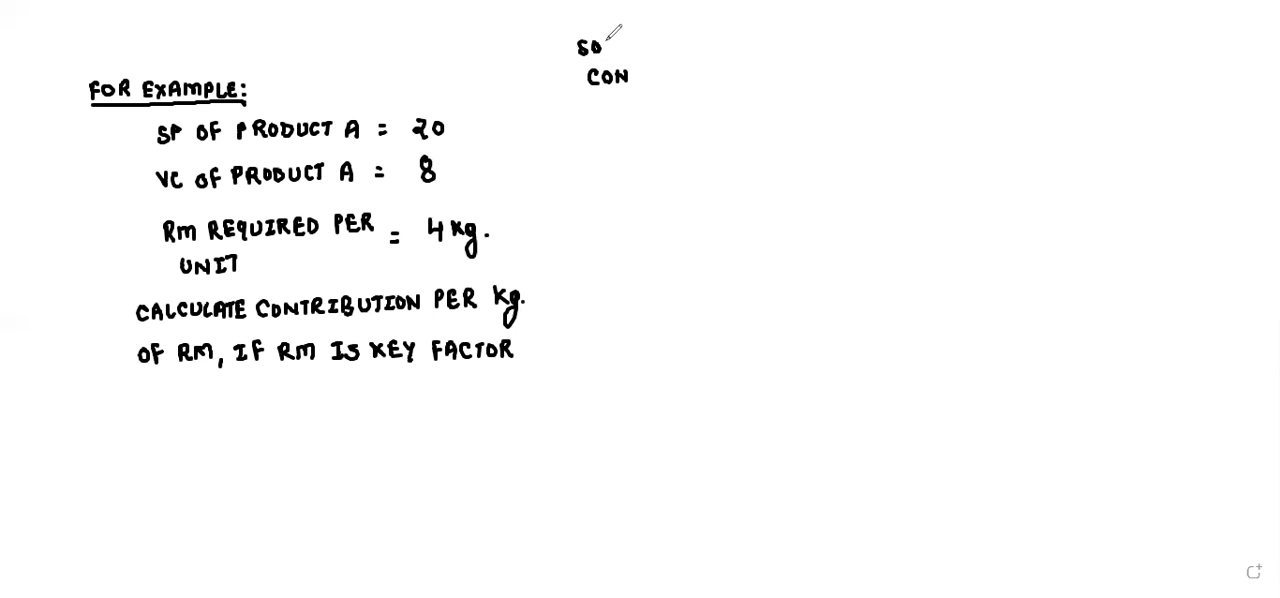 FOR EXAMPLE:
SP OF PRODUCT A = 20
VC OF PRODUCT A = 8
RM REQUIRED PER UNIT = 4 kg.
CALCULATE CONTRIBUTION PER kg.
OF RM, IF RM IS KEY FACTOR
SO
CON